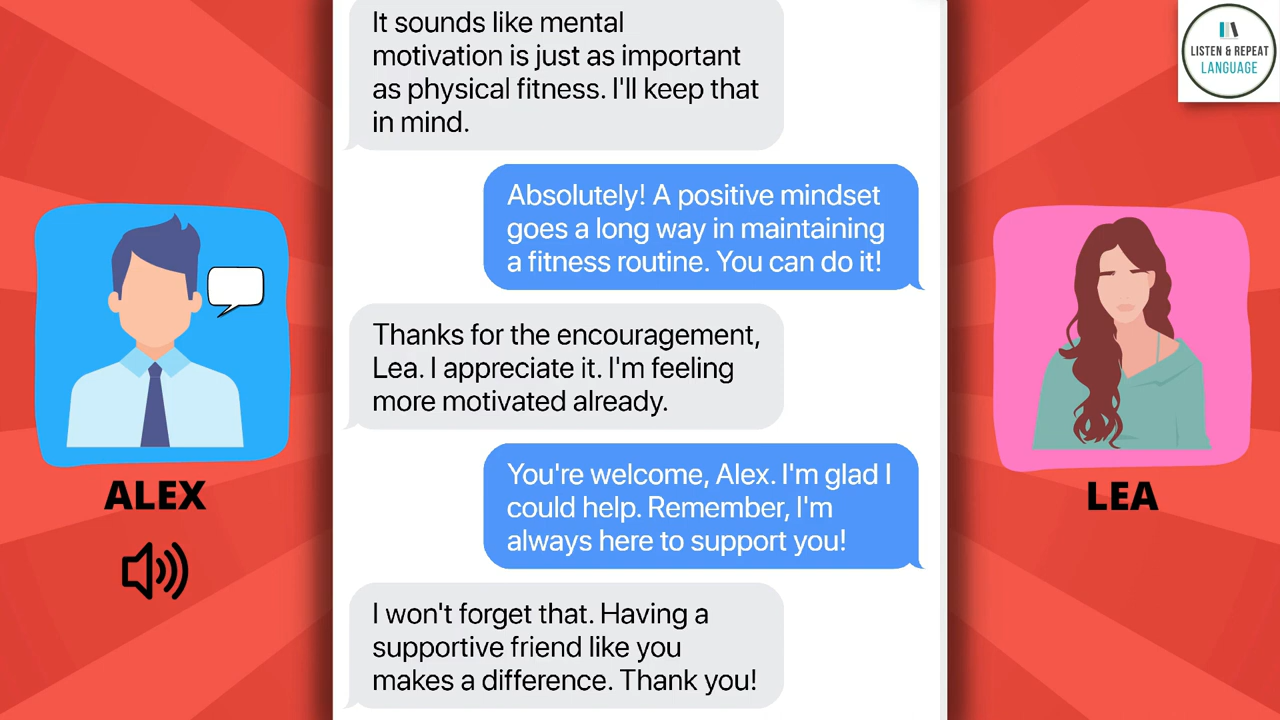 It sounds like mental
motivation is just as important
as physical fitness. I'll keep that
in mind.
Absolutely! A positive mindset
goes a long way in maintaining
a fitness routine. You can do it!
Thanks for the encouragement,
Lea. I appreciate it. I'm feeling
more motivated already.
You're welcome, Alex. I'm glad I
could help. Remember, I'm
always here to support you!
I won't forget that. Having a
supportive friend like you
makes a difference. Thank you!
ALEX
LEA
LISTEN & REPEAT
LANGUAGE